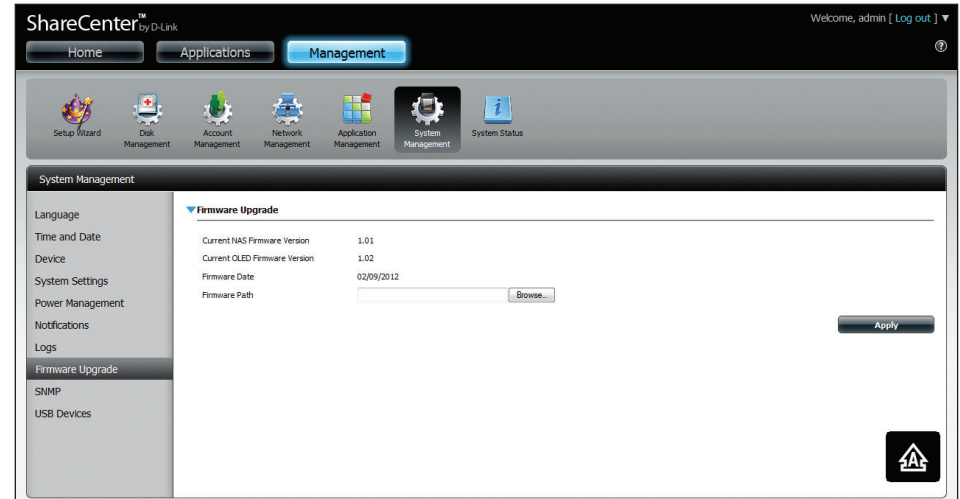 ShareCenter™ by D-Link
Welcome, admin [ Log out ] ▼
Home
Applications
Management
?
Setup Wizard
Disk Management
Account Management
Network Management
Application Management
System Management
System Status
System Management
Language
Time and Date
Device
System Settings
Power Management
Notifications
Logs
Firmware Upgrade
SNMP
USB Devices
Firmware Upgrade
Current NAS Firmware Version 1.01
Current OLED Firmware Version 1.02
Firmware Date 02/09/2012
Firmware Path Browse...
Apply
A